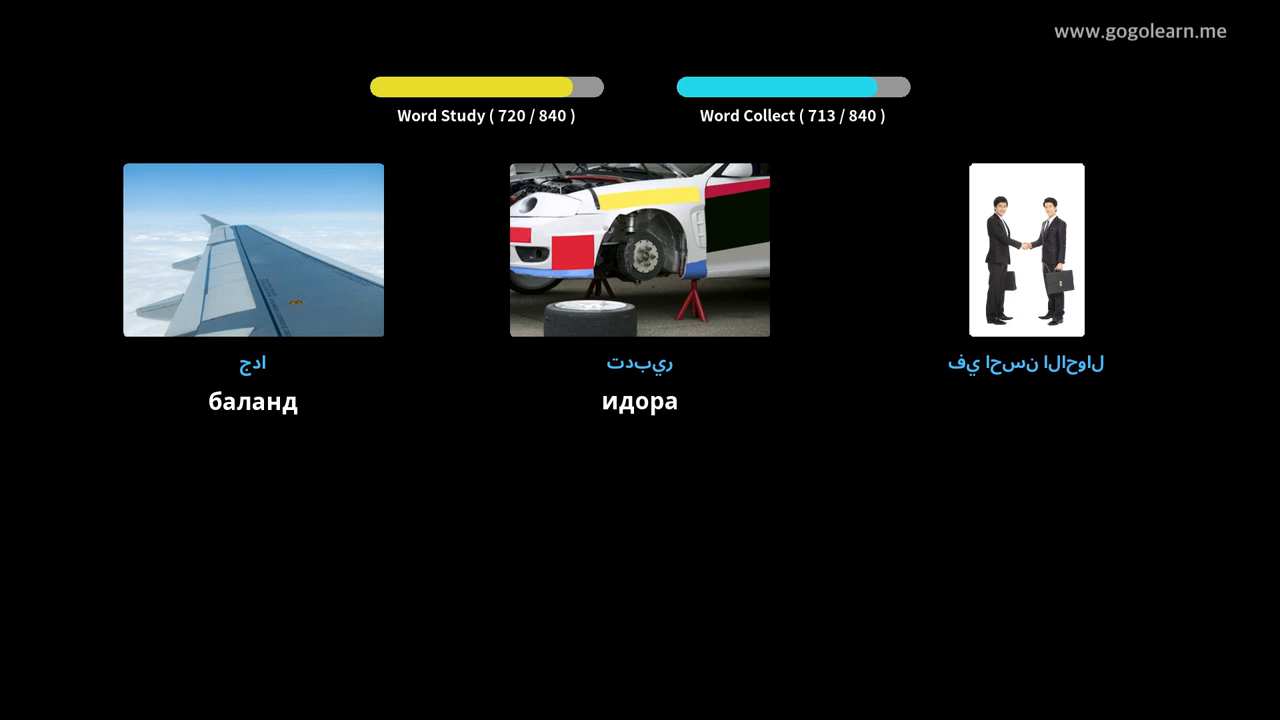 www.gogolearn.me
Word Study ( 720 / 840 )
Word Collect ( 713 / 840 )
جدا
تدبير
في احسن الاحوال
баланд
идора